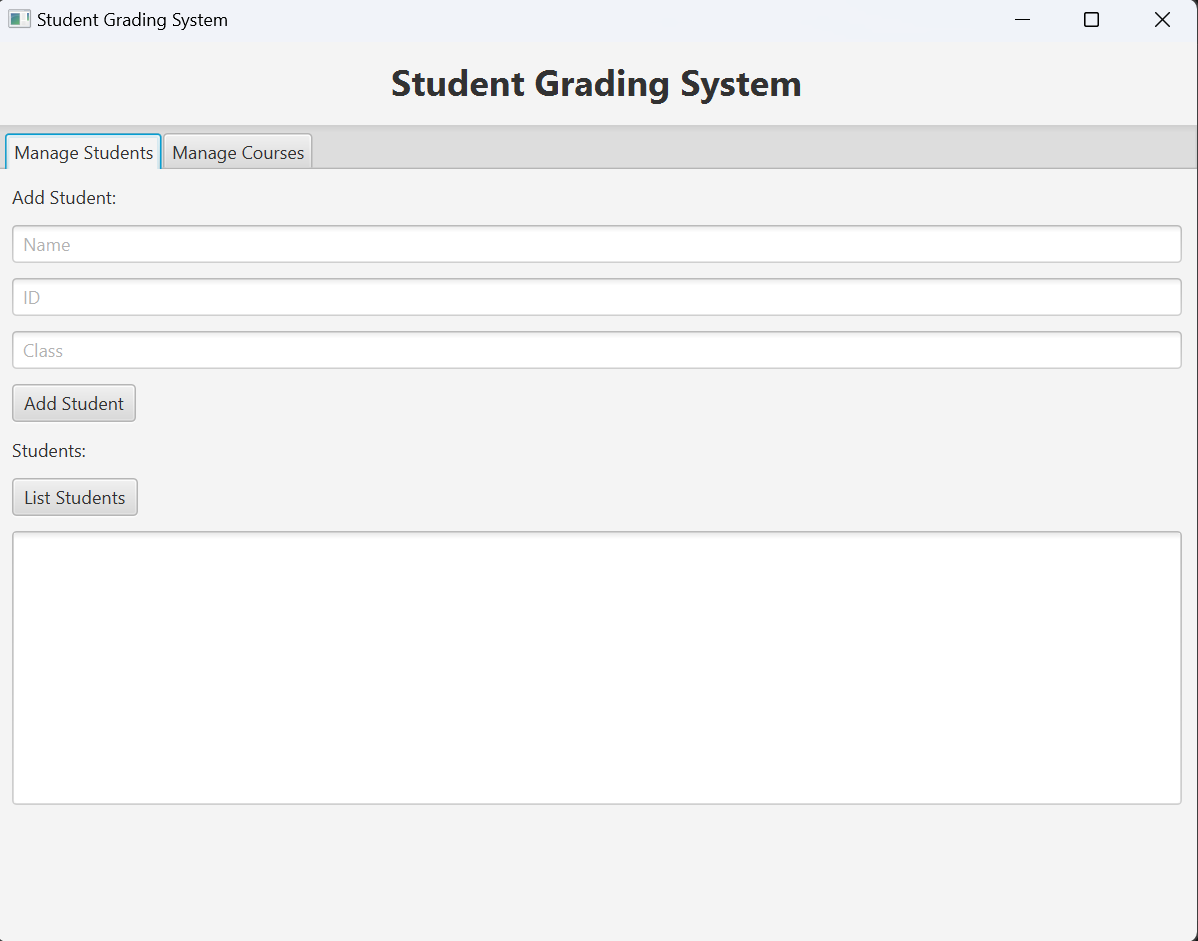 Student Grading System
Student Grading System
Manage Students Manage Courses
Add Student:
Name
ID
Class
Add Student
Students:
List Students